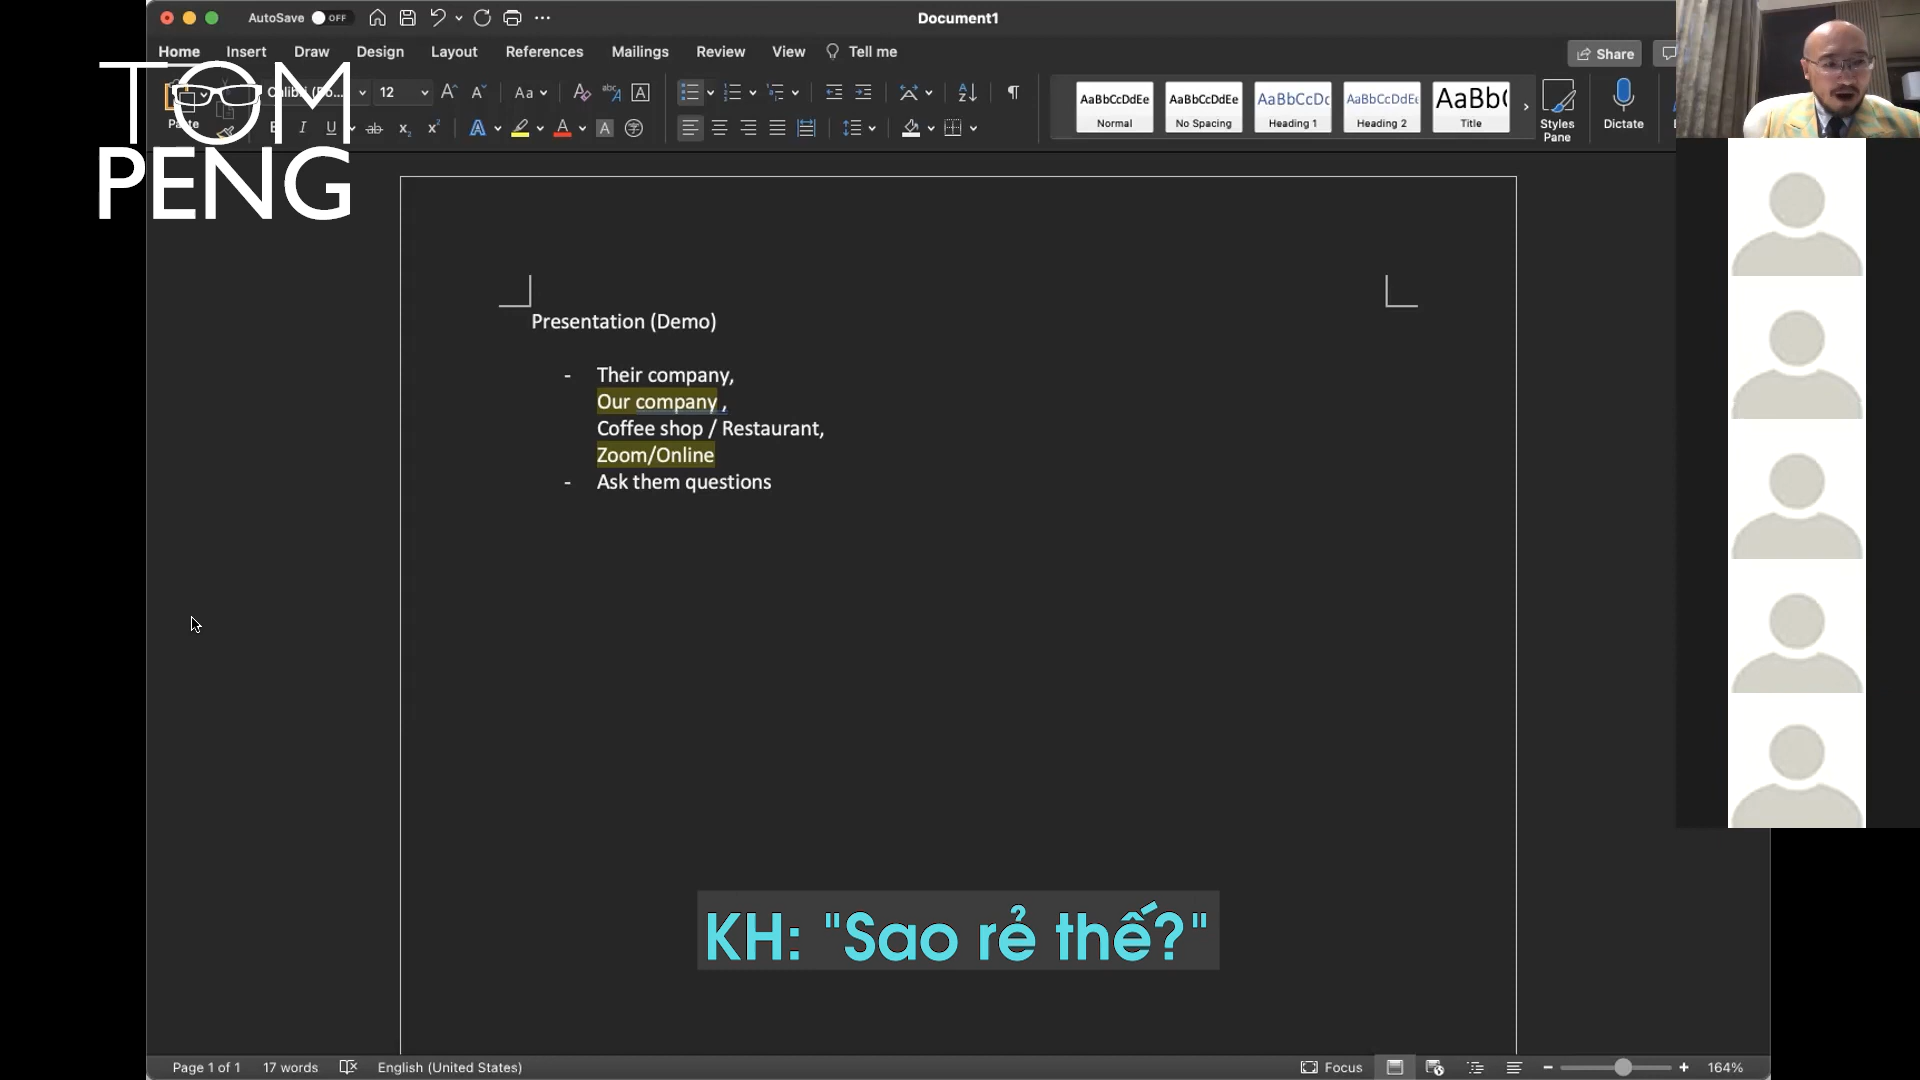 AutoSave OFF
Document1
Home Insert Draw Design Layout References Mailings Review View Tell me
Share
TOM
PENG
12
Aa
AaBbCcDdEe AaBbCcDdEe AaBbCcDc AaBbCcDdEe AaBb(
Normal No Spacing Heading 1 Heading 2 Title
Styles
Pane
Dictate
Presentation (Demo)
- Their company,
Our company ,
Coffee shop / Restaurant,
Zoom/Online
- Ask them questions
KH: "Sao rẻ thế?"
Page 1 of 1 17 words English (United States) Focus 164%